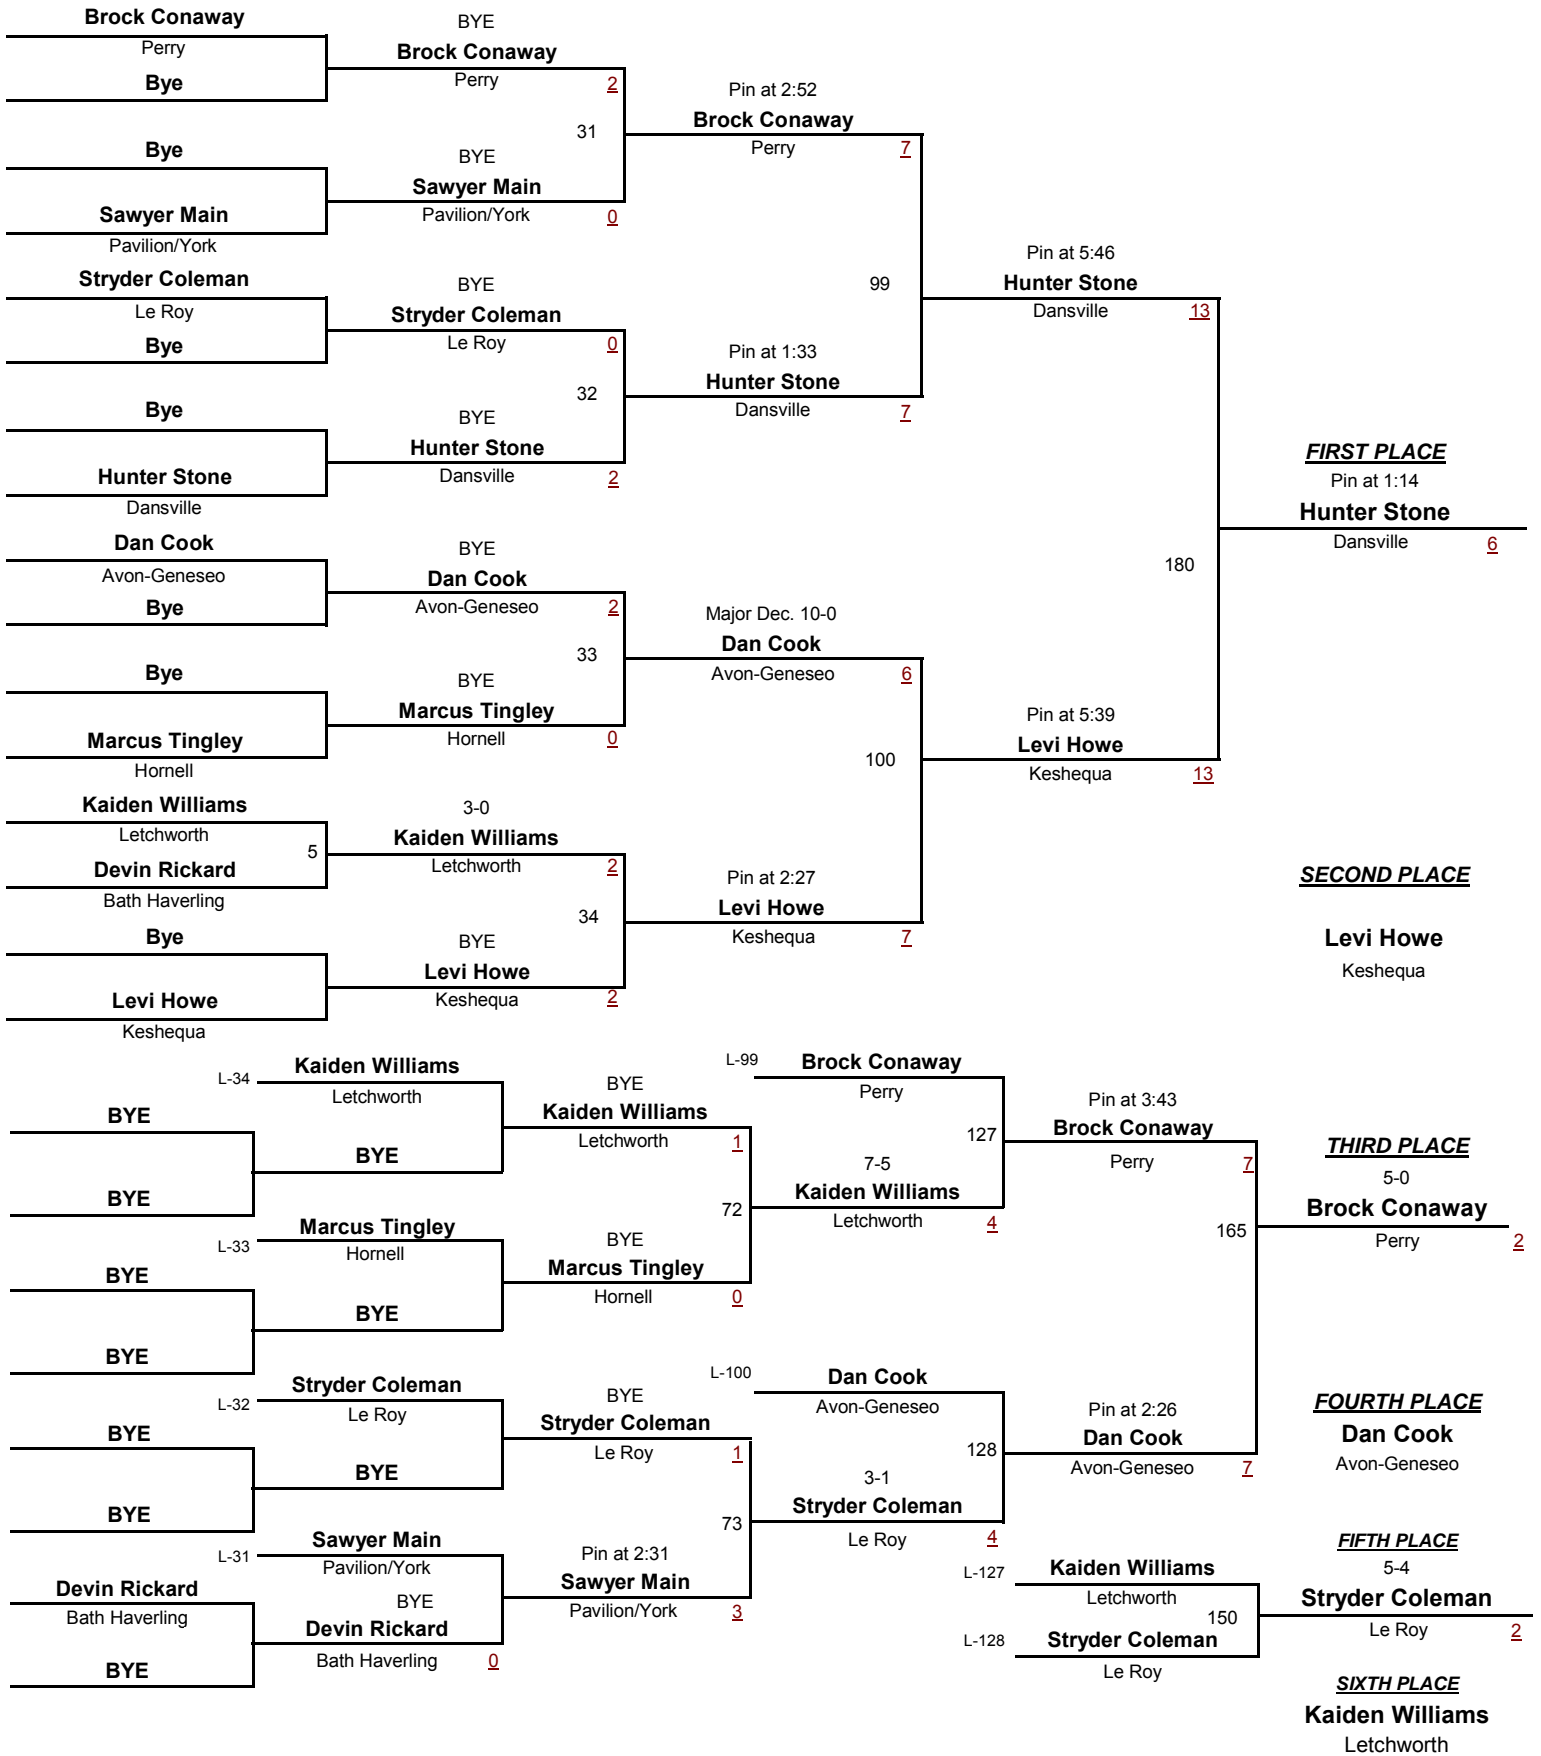 Brock Conaway
Perry
Bye
Bye
Sawyer Main
Pavilion/York
Stryder Coleman
Le Roy
Bye
Bye
Hunter Stone
Dansville
Dan Cook
Avon-Geneseo
Bye
Bye
Marcus Tingley
Hornell
Kaiden Williams
Letchworth
5
Devin Rickard
Bath Haverling
Bye
Levi Howe
Keshequa
BYE
Brock Conaway
Perry
2
31
BYE
Sawyer Main
Pavilion/York
0
BYE
Stryder Coleman
Le Roy
0
32
BYE
Hunter Stone
Dansville
2
BYE
Dan Cook
Avon-Geneseo
2
33
BYE
Marcus Tingley
Hornell
0
3-0
Kaiden Williams
Letchworth
2
34
BYE
Levi Howe
Keshequa
2
Pin at 2:52
Brock Conaway
Perry
7
99
Pin at 1:33
Hunter Stone
Dansville
7
Major Dec. 10-0
Dan Cook
Avon-Geneseo
6
100
Pin at 2:27
Levi Howe
Keshequa
7
Pin at 5:46
Hunter Stone
Dansville
13
180
Pin at 5:39
Levi Howe
Keshequa
13
FIRST PLACE
Pin at 1:14
Hunter Stone
Dansville
6
SECOND PLACE
Levi Howe
Keshequa
L-34
Kaiden Williams
Letchworth
BYE
BYE
BYE
L-33
Marcus Tingley
Hornell
BYE
BYE
BYE
L-32
Stryder Coleman
Le Roy
BYE
BYE
BYE
L-31
Sawyer Main
Pavilion/York
Devin Rickard
Bath Haverling
BYE
BYE
Devin Rickard
Bath Haverling
0
BYE
Kaiden Williams
Letchworth
1
72
BYE
Marcus Tingley
Hornell
0
BYE
Stryder Coleman
Le Roy
1
73
Pin at 2:31
Sawyer Main
Pavilion/York
3
L-99
Brock Conaway
Perry
127
7-5
Kaiden Williams
Letchworth
4
L-100
Dan Cook
Avon-Geneseo
128
3-1
Stryder Coleman
Le Roy
4
Pin at 3:43
Brock Conaway
Perry
7
165
Pin at 2:26
Dan Cook
Avon-Geneseo
7
THIRD PLACE
5-0
Brock Conaway
Perry
2
FOURTH PLACE
Dan Cook
Avon-Geneseo
L-127
Kaiden Williams
Letchworth
150
L-128
Stryder Coleman
Le Roy
FIFTH PLACE
5-4
Stryder Coleman
Le Roy
2
SIXTH PLACE
Kaiden Williams
Letchworth